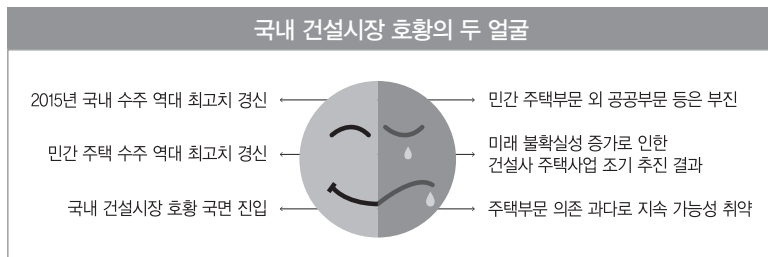 국내 건설시장 호황의 두 얼굴
2015년 국내 수주 역대 최고치 경신
민간 주택 수주 역대 최고치 경신
국내 건설시장 호황 국면 진입
민간 주택부문 외 공공부문 등은 부진
미래 불확실성 증가로 인한
건설사 주택사업 조기 추진 결과
주택부문 의존 과다로 지속 가능성 취약